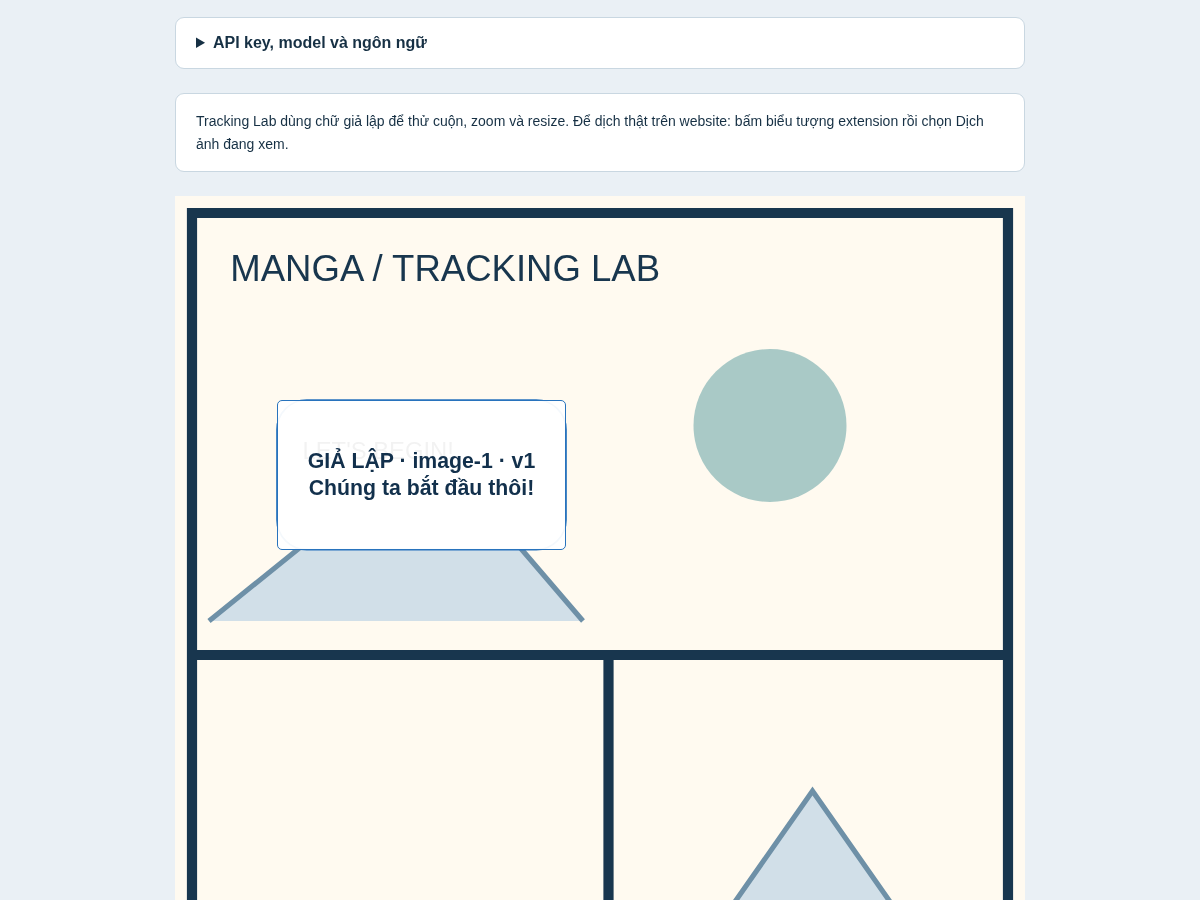 API key, model và ngôn ngữ
Tracking Lab dùng chữ giả lập để thử cuộn, zoom và resize. Để dịch thật trên website: bấm biểu tượng extension rồi chọn Dịch
ảnh đang xem.
MANGA / TRACKING LAB
LET'S BEGIN!
GIẢ LẬP · image-1 · v1
Chúng ta bắt đầu thôi!